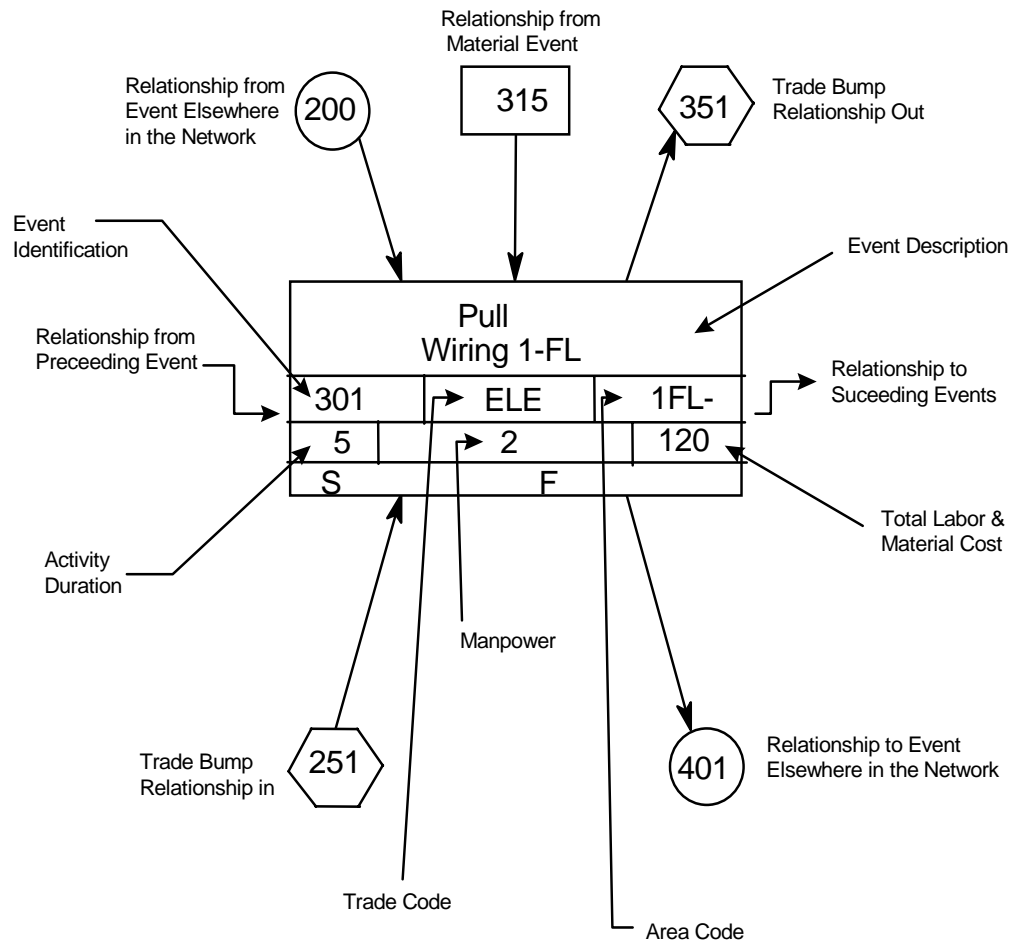 Relationship from
Material Event
Relationship from
Event Elsewhere
in the Network
200
315
351
Trade Bump
Relationship Out
Event
Identification
Event Description
Pull
Wiring 1-FL
Relationship from
Preceeding Event
Relationship to
Suceeding Events
301
ELE
1FL-
5
2
120
S
F
Total Labor &
Material Cost
Activity
Duration
Manpower
Trade Bump
Relationship in
251
401
Relationship to Event
Elsewhere in the Network
Trade Code
Area Code